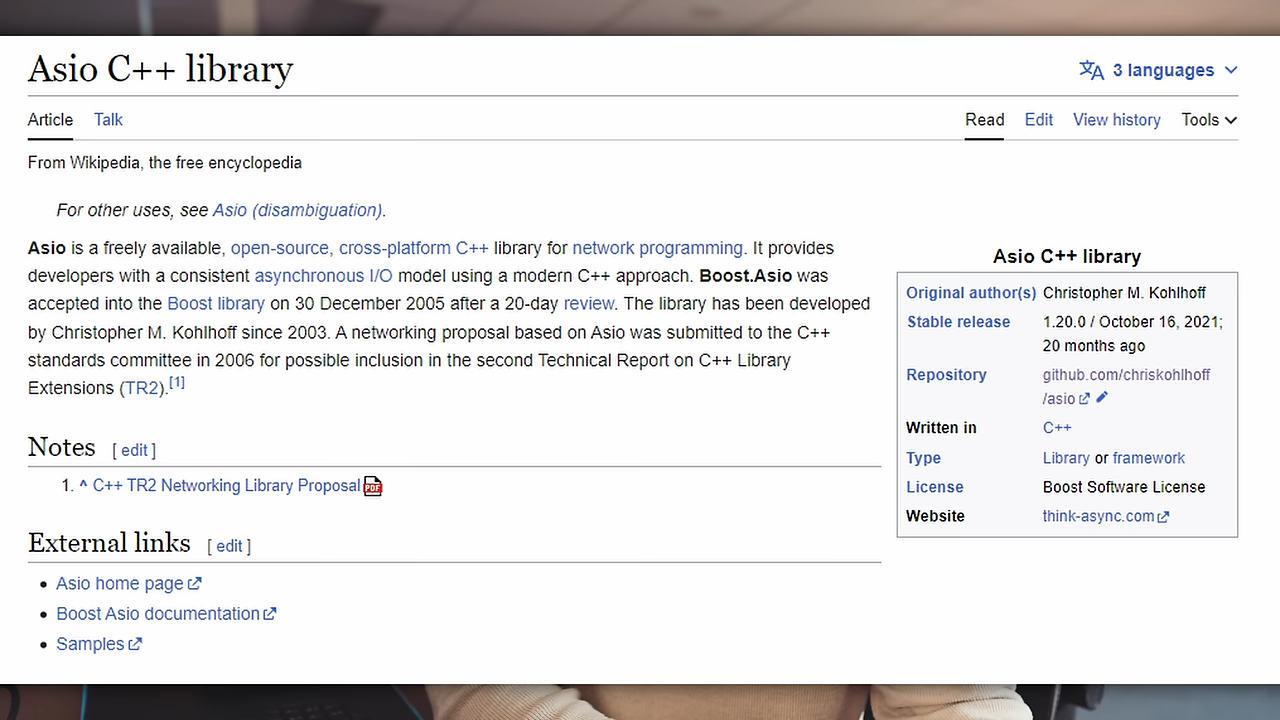 Asio C++ library
3 languages
Article Talk
Read Edit View history Tools
From Wikipedia, the free encyclopedia
For other uses, see Asio (disambiguation).
Asio is a freely available, open-source, cross-platform C++ library for network programming. It provides
developers with a consistent asynchronous I/O model using a modern C++ approach. Boost.Asio was
accepted into the Boost library on 30 December 2005 after a 20-day review. The library has been developed
by Christopher M. Kohlhoff since 2003. A networking proposal based on Asio was submitted to the C++
standards committee in 2006 for possible inclusion in the second Technical Report on C++ Library
Extensions (TR2).[1]
Asio C++ library
Original author(s) Christopher M. Kohlhoff
Stable release 1.20.0 / October 16, 2021;
20 months ago
Repository github.com/chriskohlhoff
/asio
Written in C++
Type Library or framework
License Boost Software License
Website think-async.com
Notes [ edit ]
1. ^ C++ TR2 Networking Library Proposal PDF
External links [ edit ]
• Asio home page
• Boost Asio documentation
• Samples